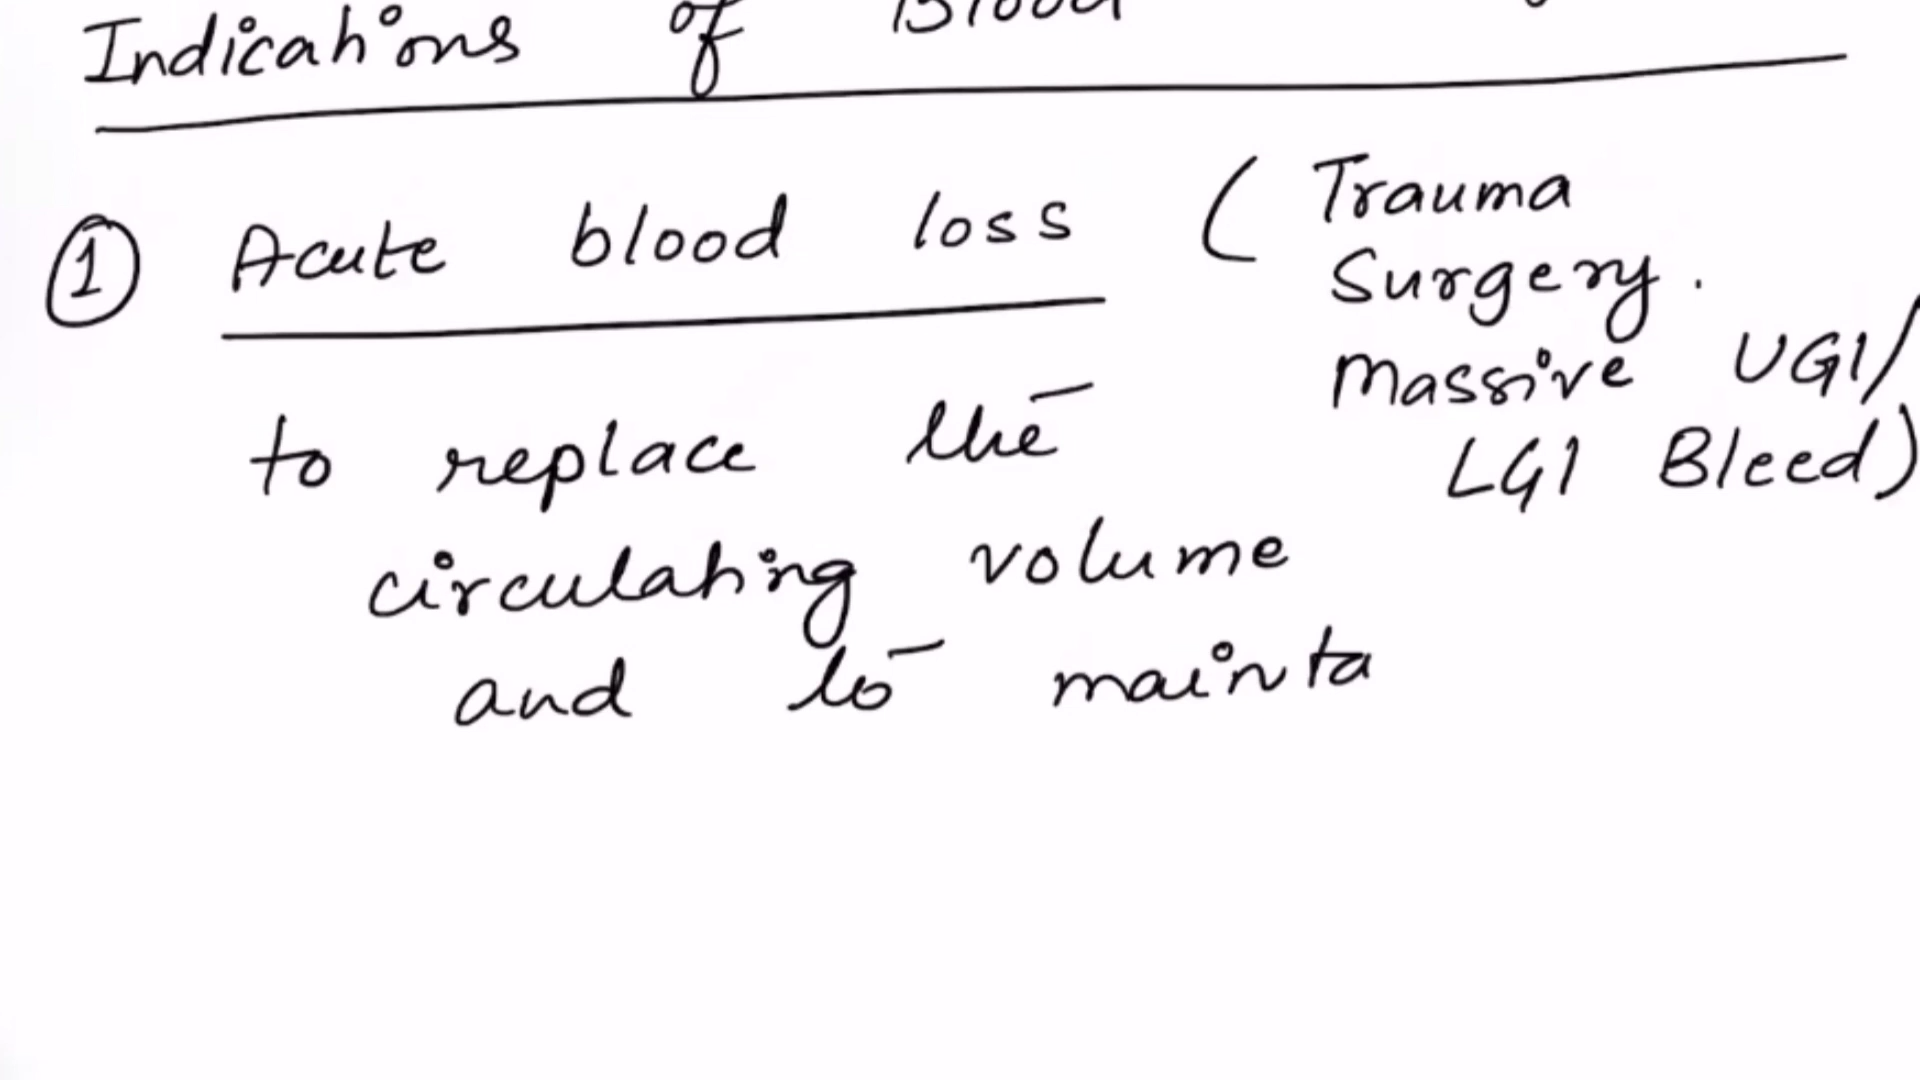 Indications of Blood
① Acute blood loss (Trauma
Surgery.
Massive UGI/
LGI Bleed)
to replace the
circulating volume
and to mainta